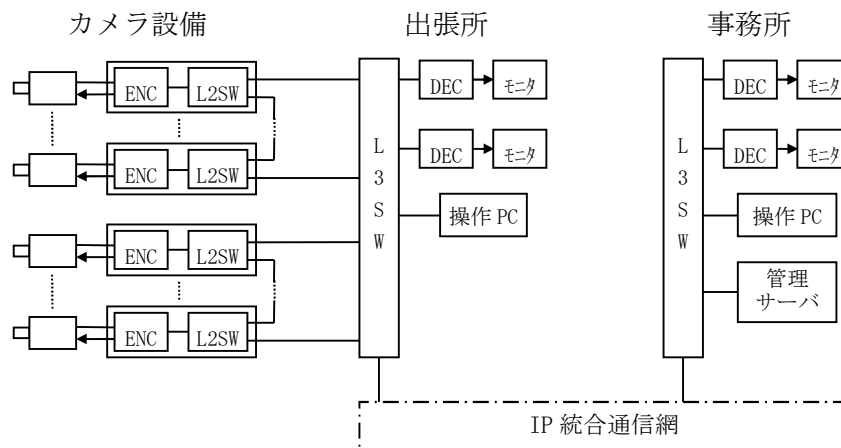 カメラ設備
出張所
事務所
ENC
L2SW
DEC
モニタ
DEC
モニタ
ENC
L2SW
L3SW
DEC
モニタ
L3SW
DEC
モニタ
操作 PC
操作 PC
ENC
L2SW
管理
サーバ
ENC
L2SW
IP 統合通信網